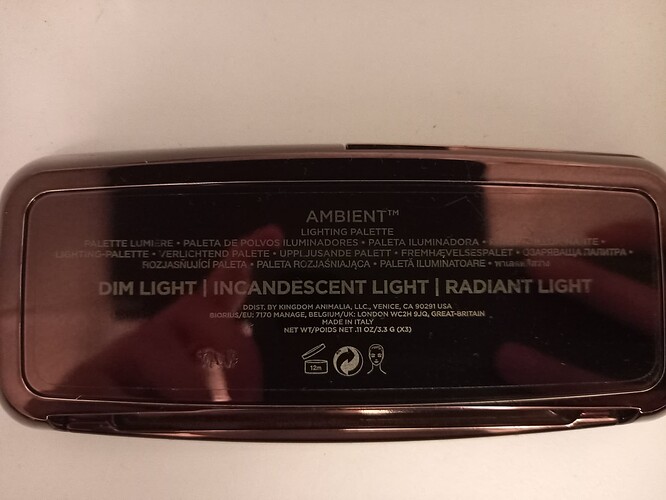 AMBIENT™
LIGHTING PALETTE
PALETTE LUMIÈRE • PALETA DE POLVOS ILUMINADORES • PALETA ILUMINADORA •
LIGHTING-PALETTE • VERLICHTEND PALETE • UPPLJUSANDE PALETT • FREMHÆVELSESPALET • ОЗАРЯВАЩА ПАЛИТРА •
ROZJASŇUJÍCÍ PALETA • PALETA ROZJAŚNIAJĄCA • PALETĂ ILUMINATOARE •
DIM LIGHT | INCANDESCENT LIGHT | RADIANT LIGHT
DDIST. BY KINGDOM ANIMALIA, LLC., VENICE, CA 90291 USA
BIORIUS/EU: 7170 MANAGE, BELGIUM/UK: LONDON WC2H 9JQ, GREAT-BRITAIN
MADE IN ITALY
NET WT/POIDS NET .11 OZ/3.3 G (X3)
12m